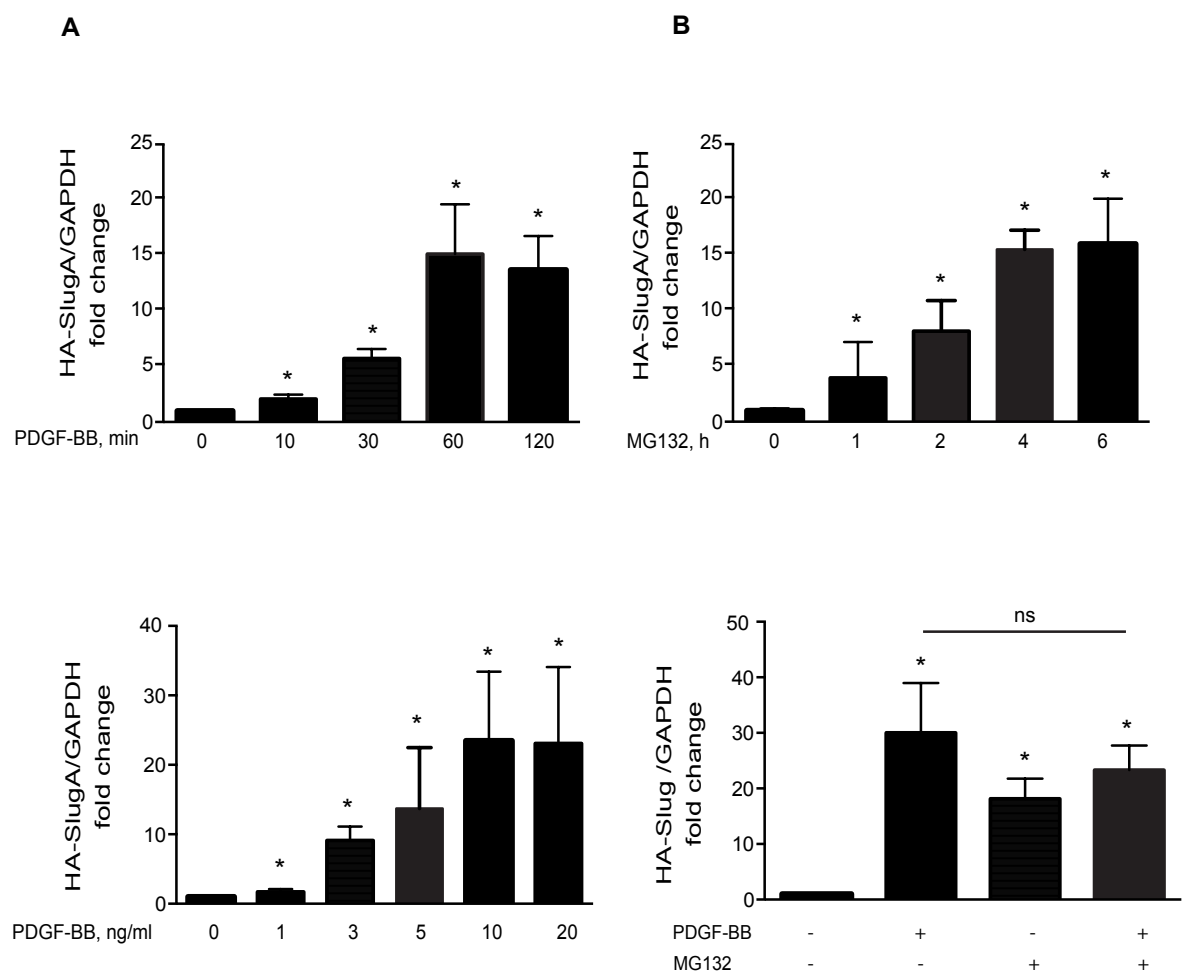 A
HA-SlugA/GAPDH
fold change
25
20
15
10
5
0
* * * *
PDGF-BB, min 0 10 30 60 120
HA-SlugA/GAPDH
fold change
40
30
20
10
0
* * * * *
PDGF-BB, ng/ml 0 1 3 5 10 20
B
HA-SlugA/GAPDH
fold change
25
20
15
10
5
0
* * * *
MG132, h 0 1 2 4 6
HA-Slug /GAPDH
fold change
50
40
30
20
10
0
ns
* * *
PDGF-BB - + - +
MG132 - - + +